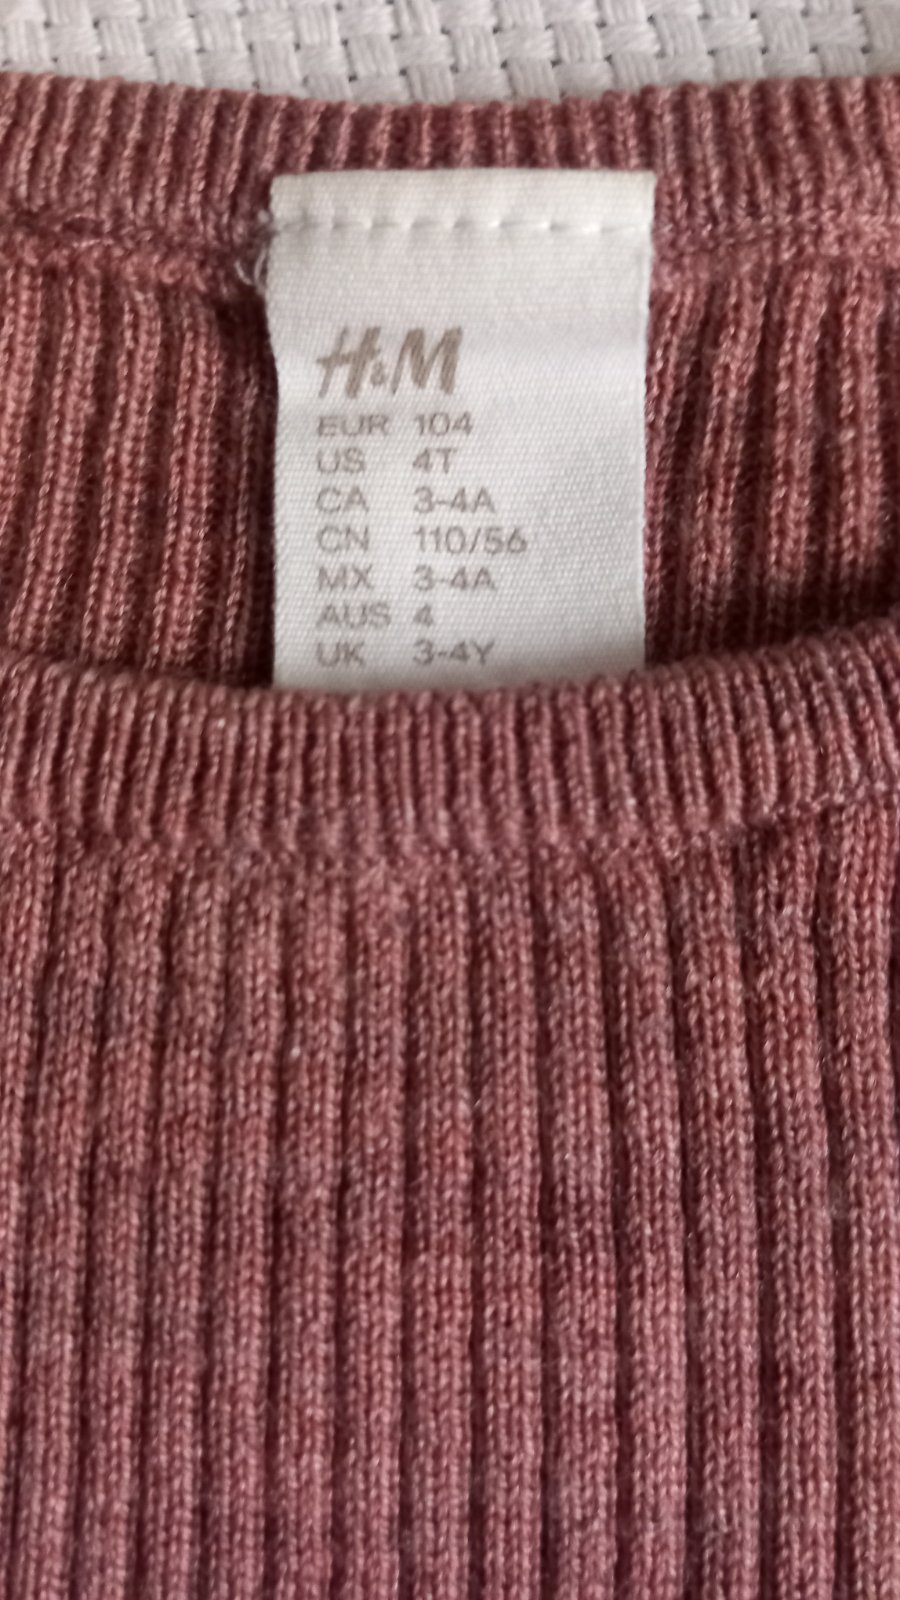 H&M
EUR 104
US 4T
CA 3-4A
CN 110/56
MX 3-4A
AUS 4
UK 3-4Y